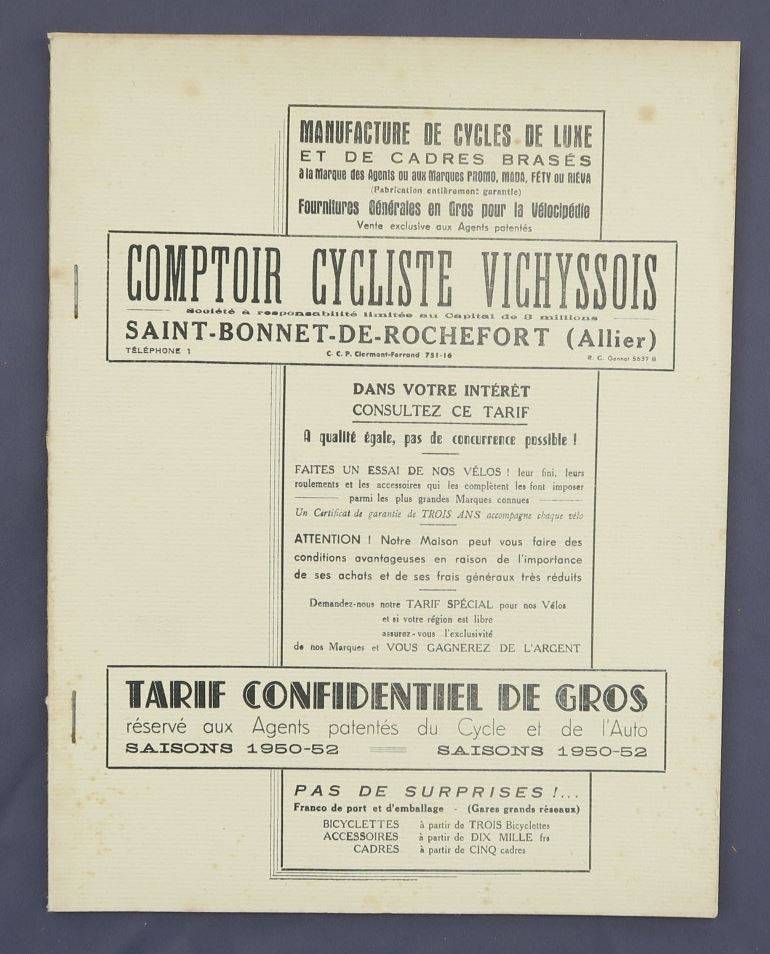 MANUFACTURE DE CYCLES DE LUXE
ET DE CADRES BRASÉS
à la Marque des Agents ou aux Marques PROMO, MADA, FÉTY ou RIÉVA
(Fabrication entièrement garantie)
Fournitures Générales en Gros pour la Vélocipédie
Vente exclusive aux Agents patentés
COMPTOIR CYCLISTE VICHYSSOIS
Société à responsabilité limitée au Capital de 3 millions
SAINT-BONNET-DE-ROCHEFORT (Allier)
TÉLÉPHONE 1 C. C. P. Clermont-Ferrand 751-16 R. C. Gannat 5637 B
DANS VOTRE INTÉRÊT
CONSULTEZ CE TARIF
A qualité égale, pas de concurrence possible !
FAITES UN ESSAI DE NOS VÉLOS ! leur fini, leurs
roulements et les accessoires qui les complètent les font imposer
parmi les plus grandes Marques connues
Un Certificat de garantie de TROIS ANS accompagne chaque vélo
ATTENTION ! Notre Maison peut vous faire des
conditions avantageuses en raison de l'importance
de ses achats et de ses frais généraux très réduits
Demandez-nous notre TARIF SPÉCIAL pour nos Vélos
et si votre région est libre
assurez-vous l'exclusivité
de nos Marques et VOUS GAGNEREZ DE L'ARGENT
TARIF CONFIDENTIEL DE GROS
réservé aux Agents patentés du Cycle et de l'Auto
SAISONS 1950-52 SAISONS 1950-52
PAS DE SURPRISES !...
Franco de port et d'emballage - (Gares grands réseaux)
BICYCLETTES à partir de TROIS Bicyclettes
ACCESSOIRES à partir de DIX MILLE frs
CADRES à partir de CINQ cadres